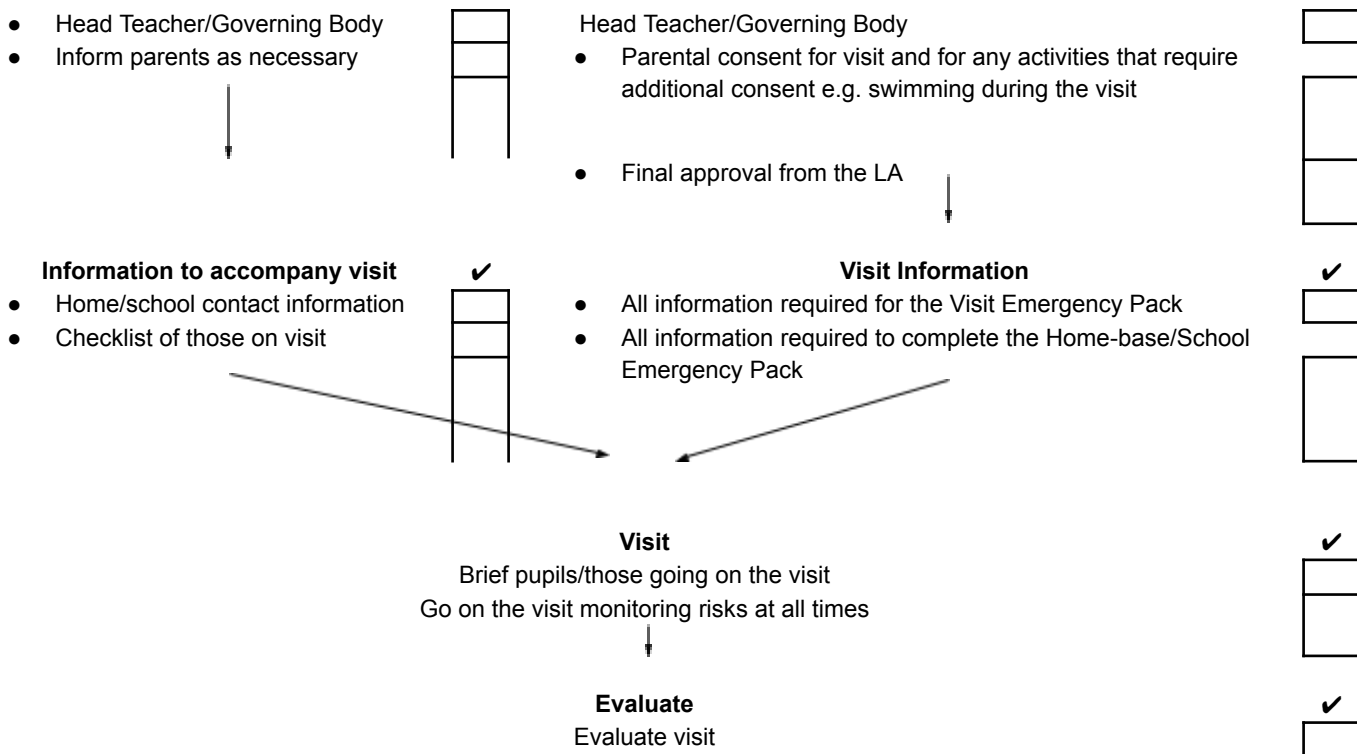 ● Head Teacher/Governing Body
● Inform parents as necessary
Head Teacher/Governing Body
● Parental consent for visit and for any activities that require
additional consent e.g. swimming during the visit
● Final approval from the LA
Information to accompany visit ✔
● Home/school contact information
● Checklist of those on visit
Visit Information ✔
● All information required for the Visit Emergency Pack
● All information required to complete the Home-base/School
Emergency Pack
Visit ✔
Brief pupils/those going on the visit
Go on the visit monitoring risks at all times
Evaluate ✔
Evaluate visit